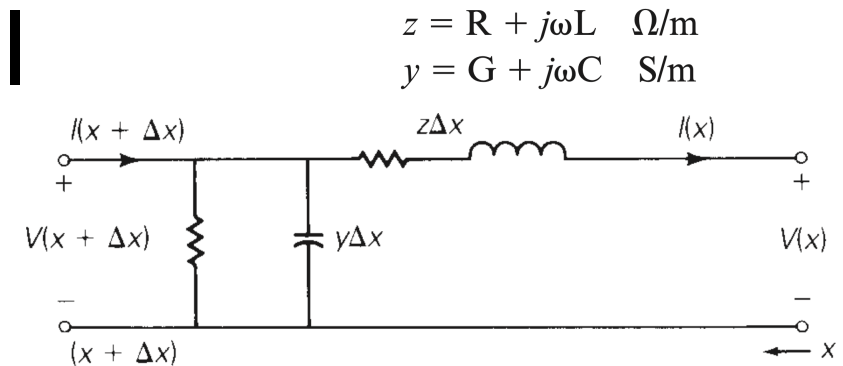 z = R + jωL Ω/m
y = G + jωC S/m
I(x + Δx) zΔx I(x)
+ +
V(x + Δx) yΔx V(x)
− −
(x + Δx) x